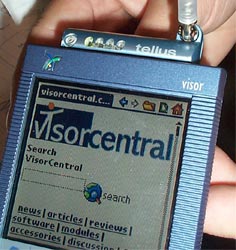 tellus
visor
visorcentral.c...
visorcentral
Search
VisorCentral
search
news | articles | reviews |
software | modules |
accessories | discussion |